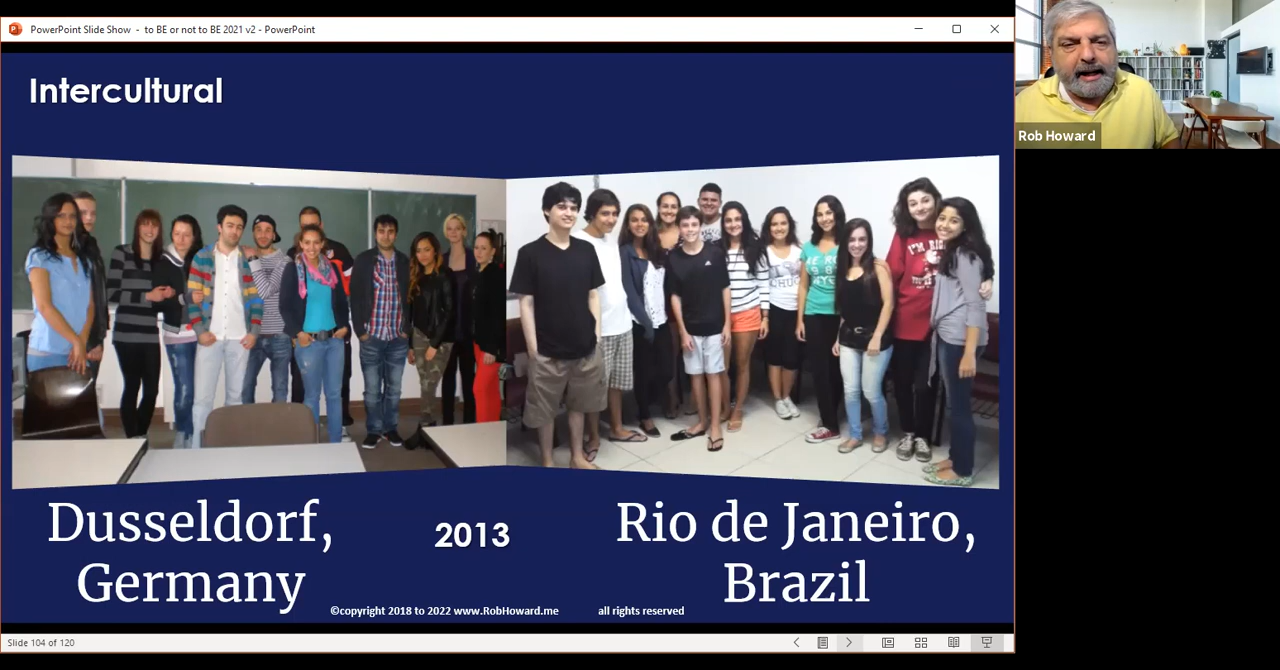 PowerPoint Slide Show - to BE or not to BE 2021 v2 - PowerPoint
Intercultural
Rob Howard
Dusseldorf,
Germany
2013
Rio de Janeiro,
Brazil
©copyright 2018 to 2022 www.RobHoward.me all rights reserved
Slide 104 of 120